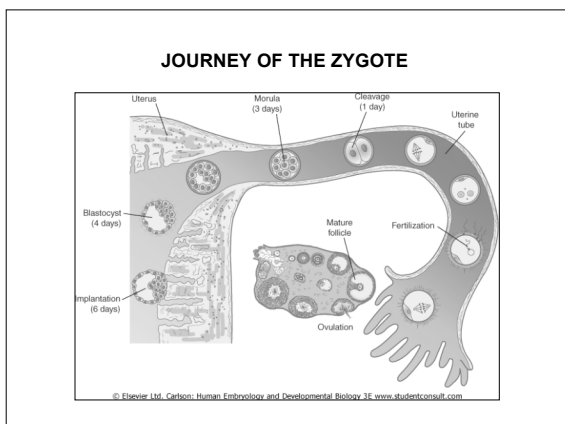 JOURNEY OF THE ZYGOTE
Uterus
Morula
(3 days)
Cleavage
(1 day)
Uterine
tube
Blastocyst
(4 days)
Mature
follicle
Fertilization
Implantation
(6 days)
Ovulation
© Elsevier Ltd. Carlson: Human Embryology and Developmental Biology 3E www.studentconsult.com